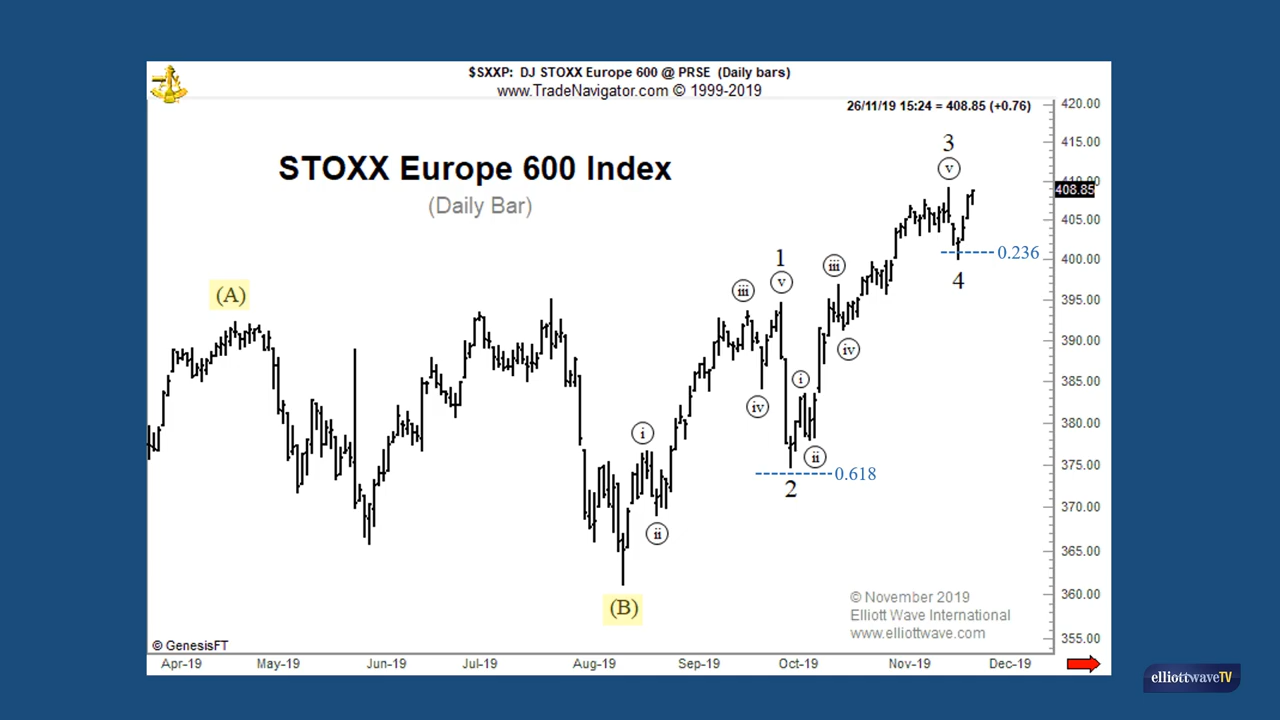 $SXXP: DJ STOXX Europe 600 @ PRSE (Daily bars)
www.TradeNavigator.com © 1999-2019
26/11/19 15:24 = 408.85 (+0.76)
STOXX Europe 600 Index
(Daily Bar)
420.00
415.00
410.00
408.85
405.00
400.00
395.00
390.00
385.00
380.00
375.00
370.00
365.00
360.00
355.00
3
v
0.236
4
1
v
iii
iii
(A)
iv
i
iv
i
ii
0.618
2
ii
(B)
© November 2019
Elliott Wave International
www.elliottwave.com
© GenesisFT
Apr-19 May-19 Jun-19 Jul-19 Aug-19 Sep-19 Oct-19 Nov-19 Dec-19
elliottwaveTV